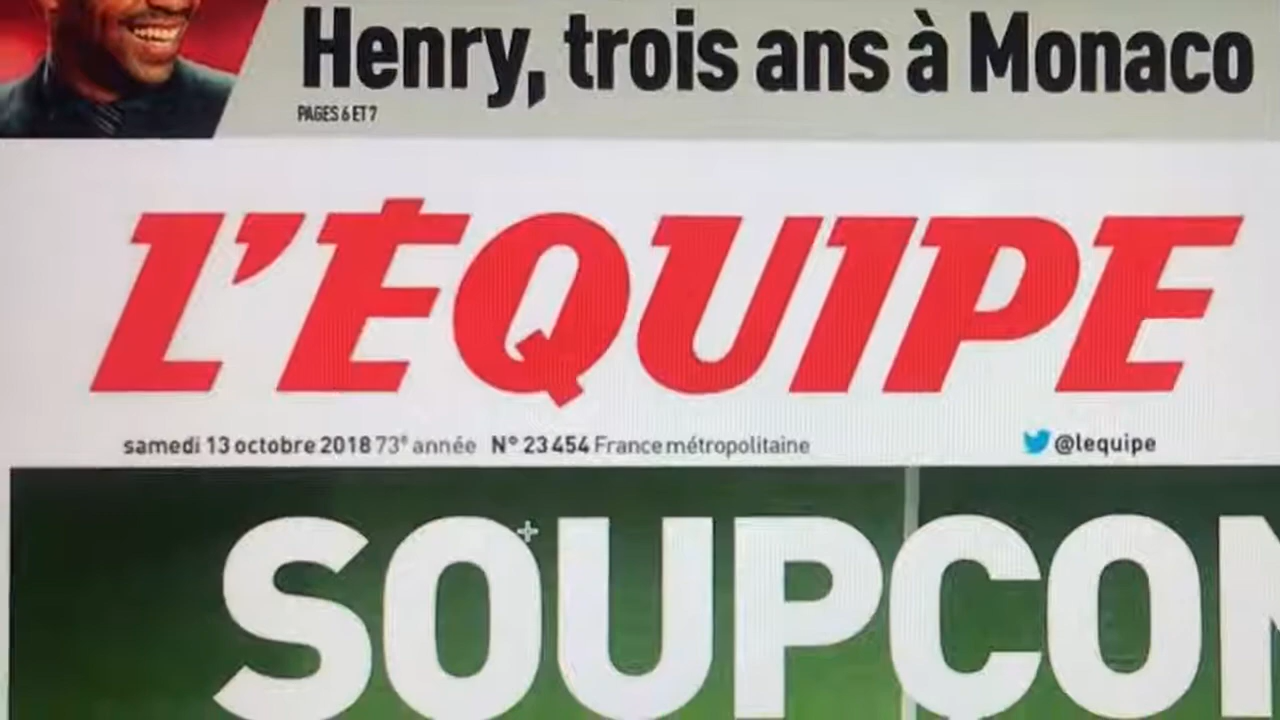 Henry, trois ans à Monaco
PAGES 6 ET 7
L'ÉQUIPE
samedi 13 octobre 2018 73e année N° 23 454 France métropolitaine
@lequipe
SOUPÇON